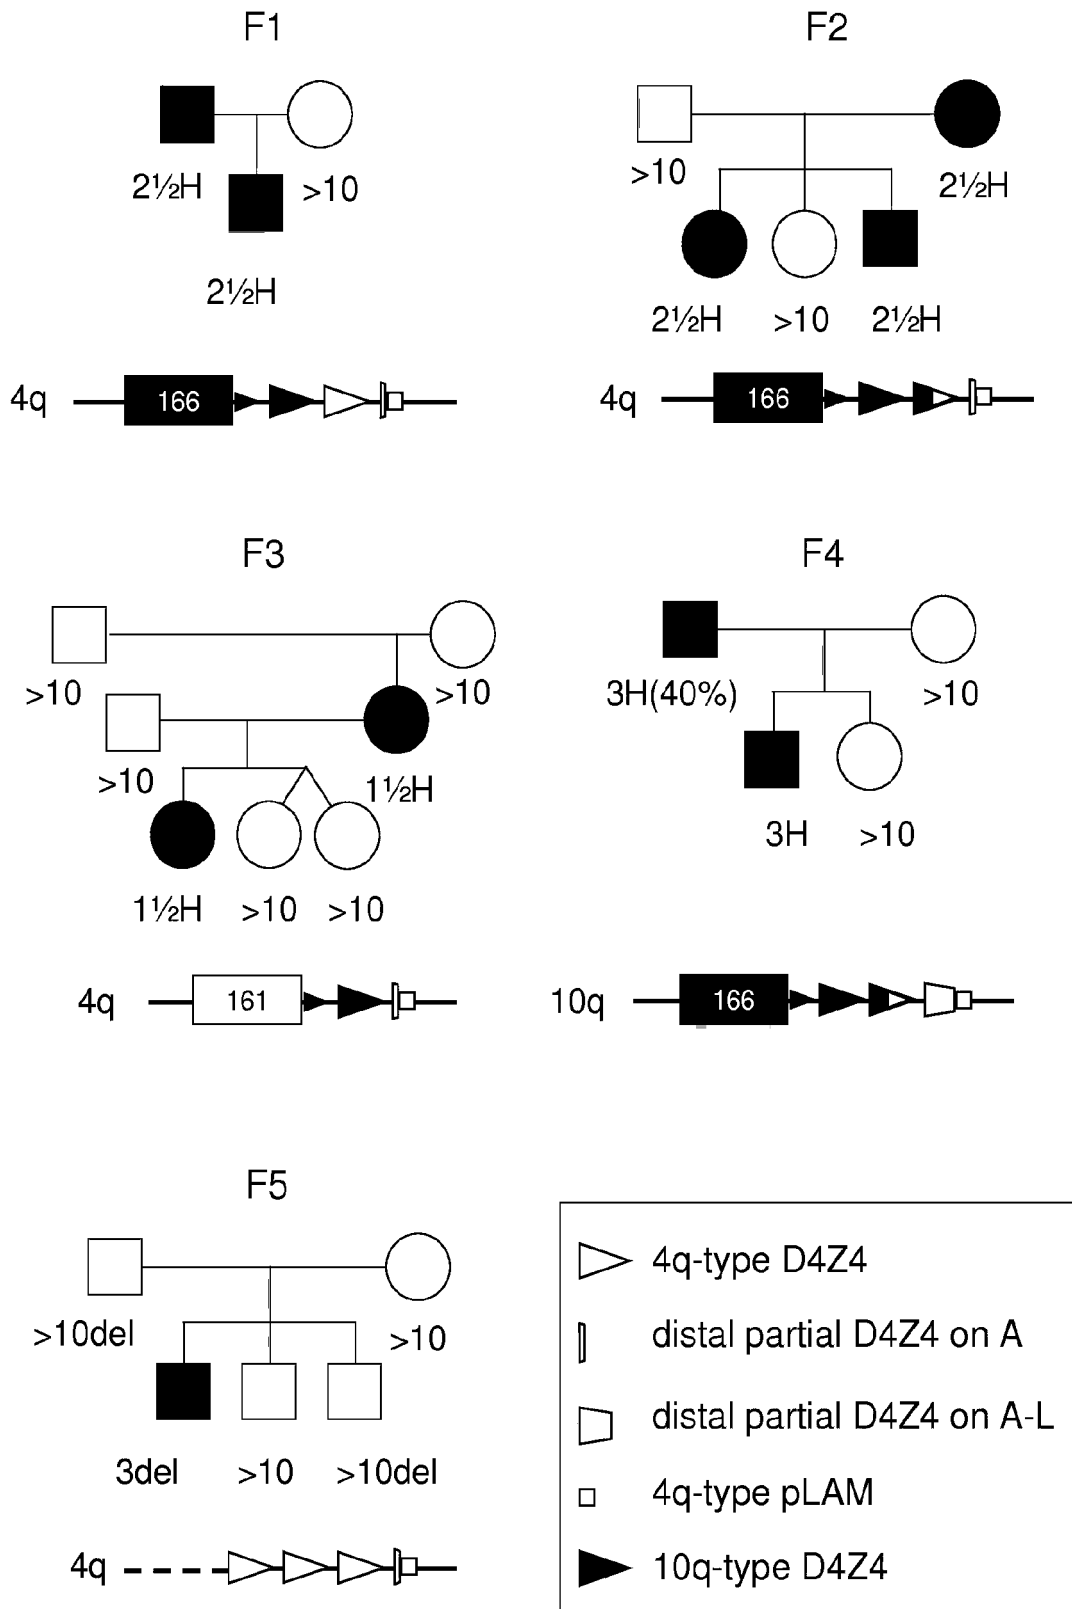 F1
F2
2½H
>10
2½H
>10
2½H
2½H
>10
2½H
4q
166
4q
166
F3
F4
>10
>10
>10
1½H
1½H
>10
>10
3H(40%)
>10
3H
>10
4q
161
10q
166
F5
>10del
>10
3del
>10
>10del
4q
4q-type D4Z4
distal partial D4Z4 on A
distal partial D4Z4 on A-L
4q-type pLAM
10q-type D4Z4